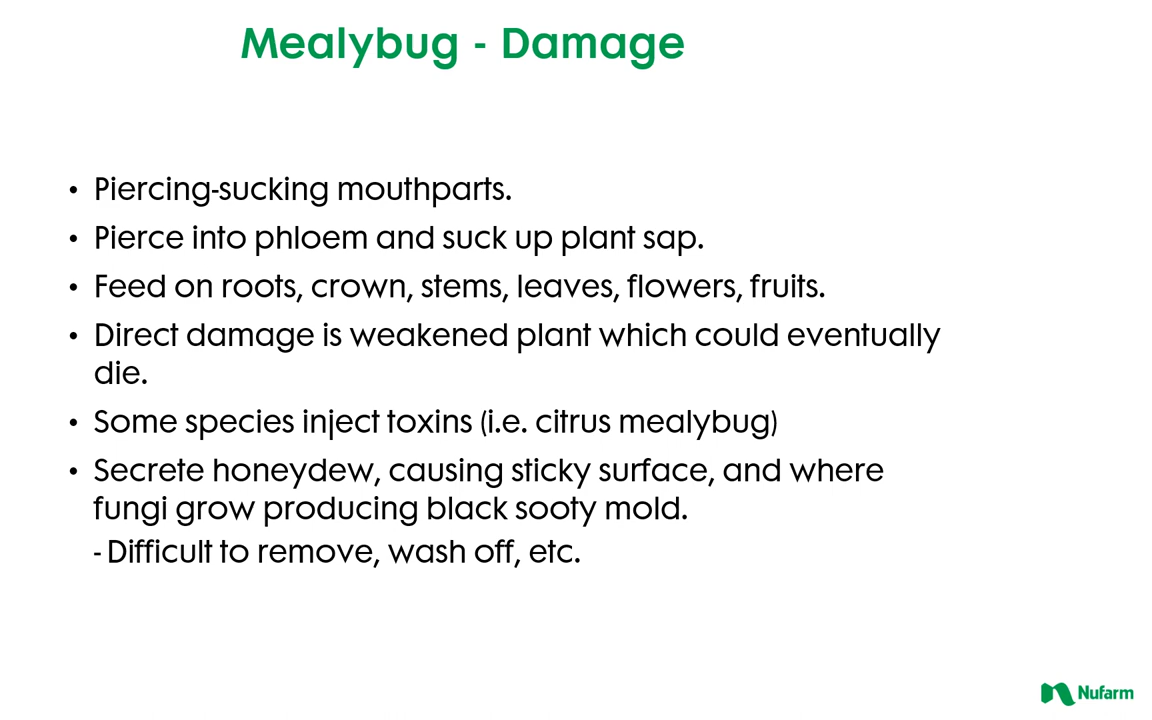 Mealybug - Damage
• Piercing-sucking mouthparts.
• Pierce into phloem and suck up plant sap.
• Feed on roots, crown, stems, leaves, flowers, fruits.
• Direct damage is weakened plant which could eventually
die.
• Some species inject toxins (i.e. citrus mealybug)
• Secrete honeydew, causing sticky surface, and where
fungi grow producing black sooty mold.
- Difficult to remove, wash off, etc.
Nufarm